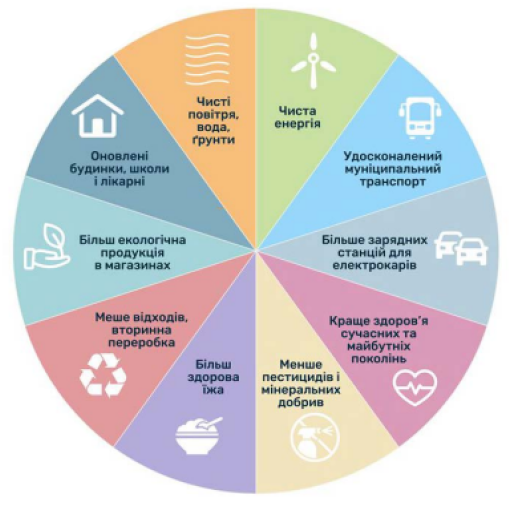 Чиста
енергія
Удосконалений
муніципальний
транспорт
Більше зарядних
станцій для
електрокарів
Краще здоров’я
сучасних та
майбутніх
поколінь
Менше
пестицидів і
мінеральних
добрив
Більш
здорова
їжа
Меше відходів,
вторинна
переробка
Більш екологічна
продукція
в магазинах
Оновлені
будинки, школи
і лікарні
Чисті
повітря,
вода,
ґрунти